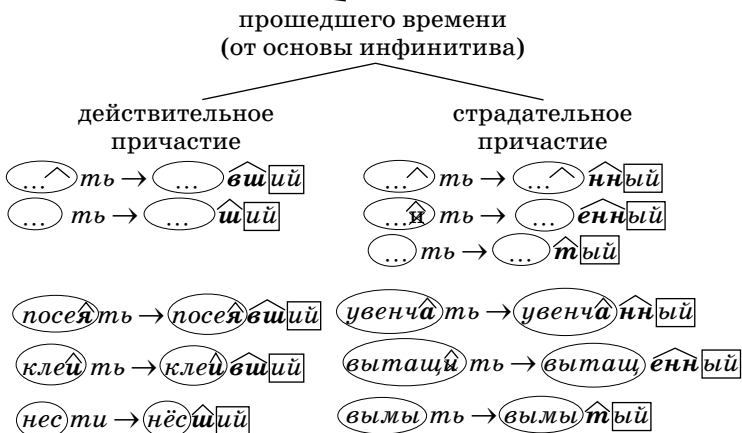 прошедшего времени
(от основы инфинитива)
действительное
причастие
страдательное
причастие
... ть → ... вший
... ть → ... ший
... ть → ... нный
...и ть → ... енный
... ть → ... тый
посеять → посеявший
клеить → клеивший
нести → нёсший
увенчать → увенчанный
вытащить → вытащенный
вымыть → вымытый